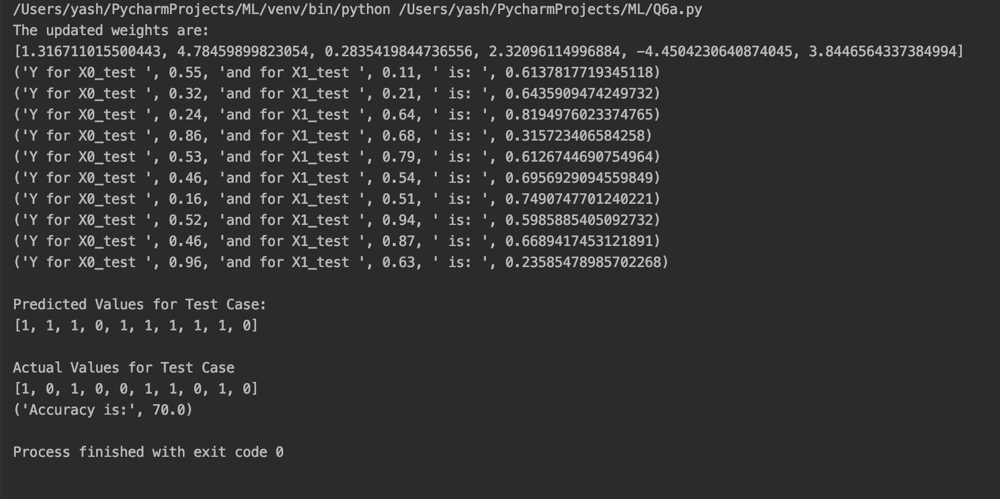 /Users/yash/PycharmProjects/ML/venv/bin/python /Users/yash/PycharmProjects/ML/Q6a.py
The updated weights are:
[1.316711015500443, 4.78459899823054, 0.2835419844736556, 2.32096114996884, -4.4504230640874045, 3.8446564337384994]
('Y for X0_test ', 0.55, 'and for X1_test ', 0.11, ' is: ', 0.6137817719345118)
('Y for X0_test ', 0.32, 'and for X1_test ', 0.21, ' is: ', 0.6435909474249732)
('Y for X0_test ', 0.24, 'and for X1_test ', 0.64, ' is: ', 0.8194976023374765)
('Y for X0_test ', 0.86, 'and for X1_test ', 0.68, ' is: ', 0.315723406584258)
('Y for X0_test ', 0.53, 'and for X1_test ', 0.79, ' is: ', 0.6126744690754964)
('Y for X0_test ', 0.46, 'and for X1_test ', 0.54, ' is: ', 0.6956929094559849)
('Y for X0_test ', 0.16, 'and for X1_test ', 0.51, ' is: ', 0.7490747701240221)
('Y for X0_test ', 0.52, 'and for X1_test ', 0.94, ' is: ', 0.5985885405092732)
('Y for X0_test ', 0.46, 'and for X1_test ', 0.87, ' is: ', 0.6689417453121891)
('Y for X0_test ', 0.96, 'and for X1_test ', 0.63, ' is: ', 0.23585478985702268)
Predicted Values for Test Case:
[1, 1, 1, 0, 1, 1, 1, 1, 1, 0]
Actual Values for Test Case
[1, 0, 1, 0, 0, 1, 1, 0, 1, 0]
('Accuracy is:', 70.0)
Process finished with exit code 0